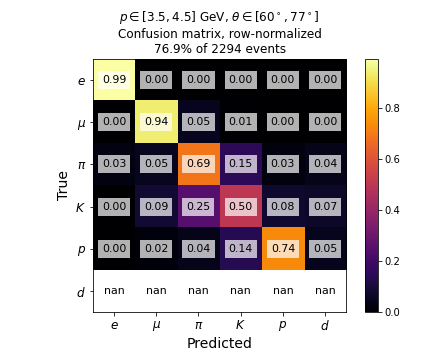 p ∈ [3.5, 4.5] GeV, θ ∈ [60°, 77°]
Confusion matrix, row-normalized
76.9% of 2294 events
e 0.99 0.00 0.00 0.00 0.00 0.00
μ 0.00 0.94 0.05 0.01 0.00 0.00
π 0.03 0.05 0.69 0.15 0.03 0.04
K 0.00 0.09 0.25 0.50 0.08 0.07
p 0.00 0.02 0.04 0.14 0.74 0.05
d nan nan nan nan nan nan
e μ π K p d
Predicted
True
0.8
0.6
0.4
0.2
0.0